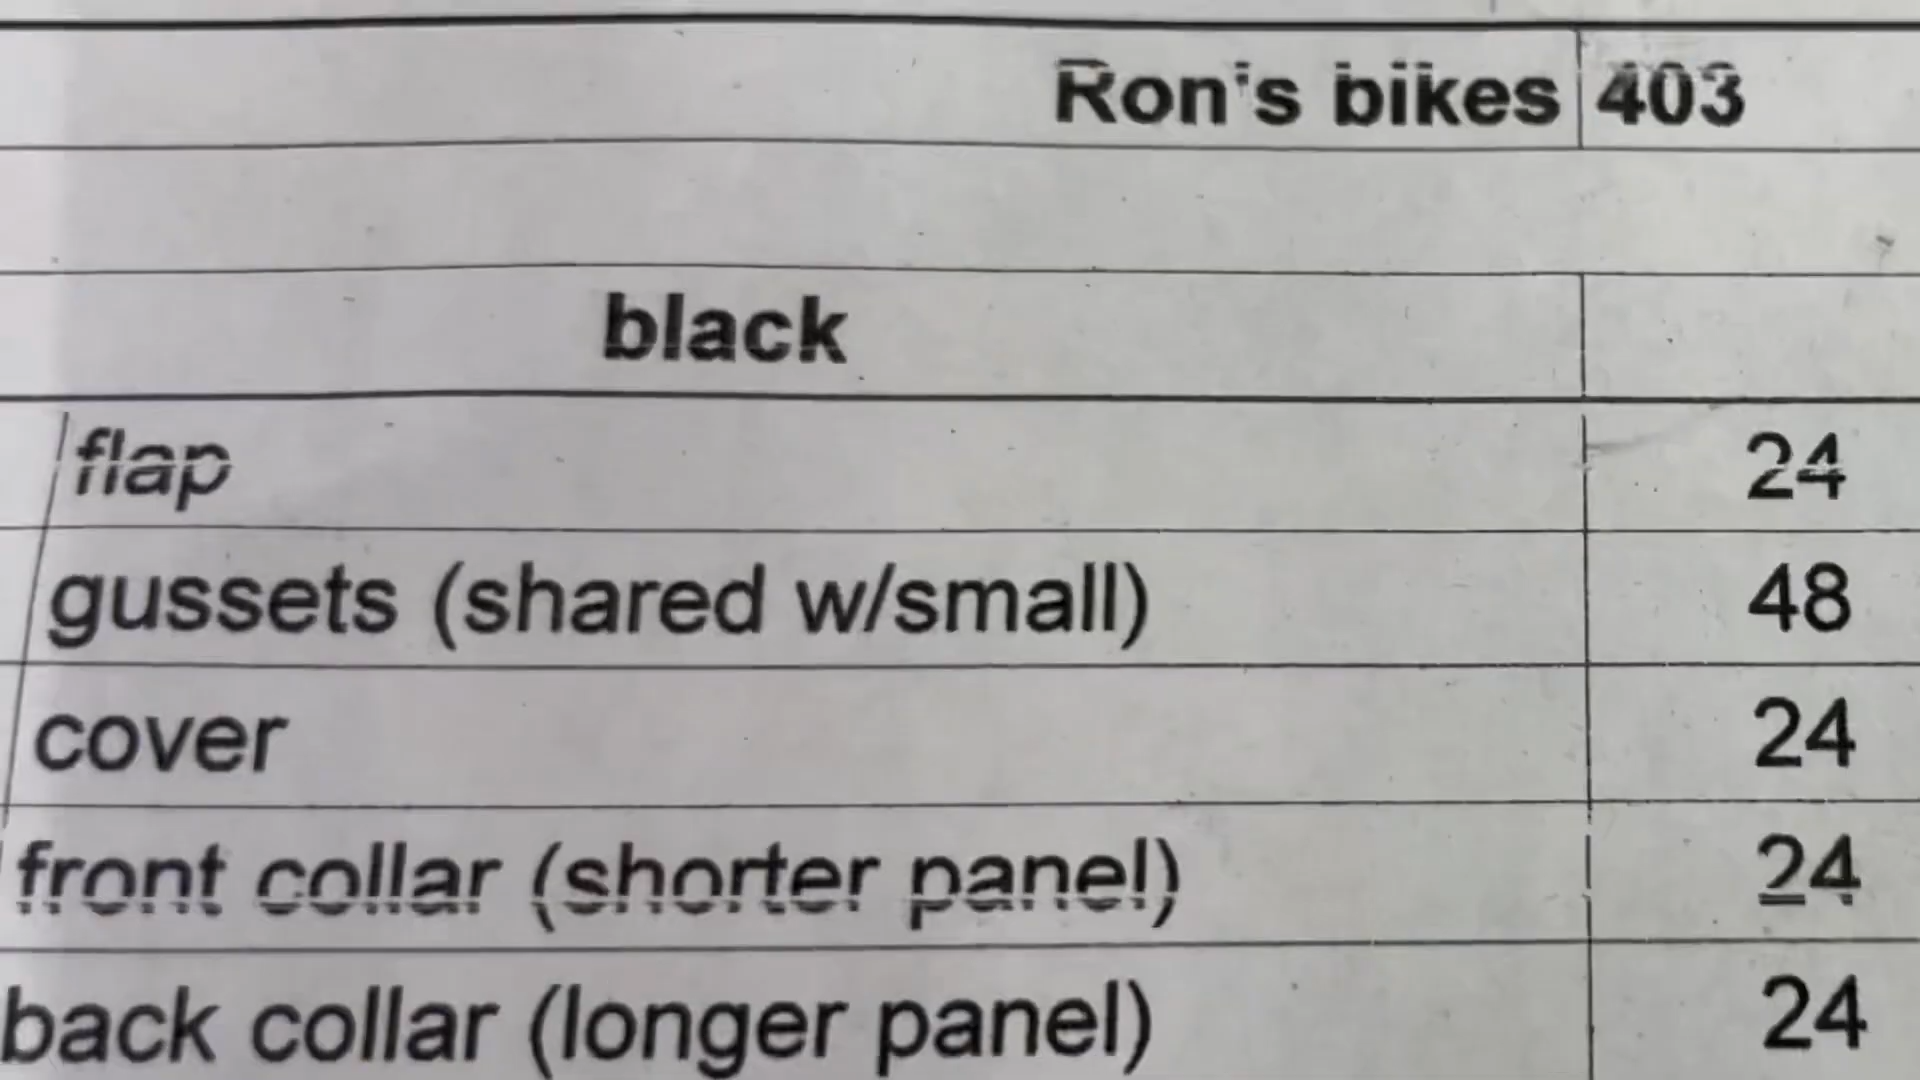 Ron's bikes 403
black
flap 24
gussets (shared w/small) 48
cover 24
front collar (shorter panel) 24
back collar (longer panel) 24